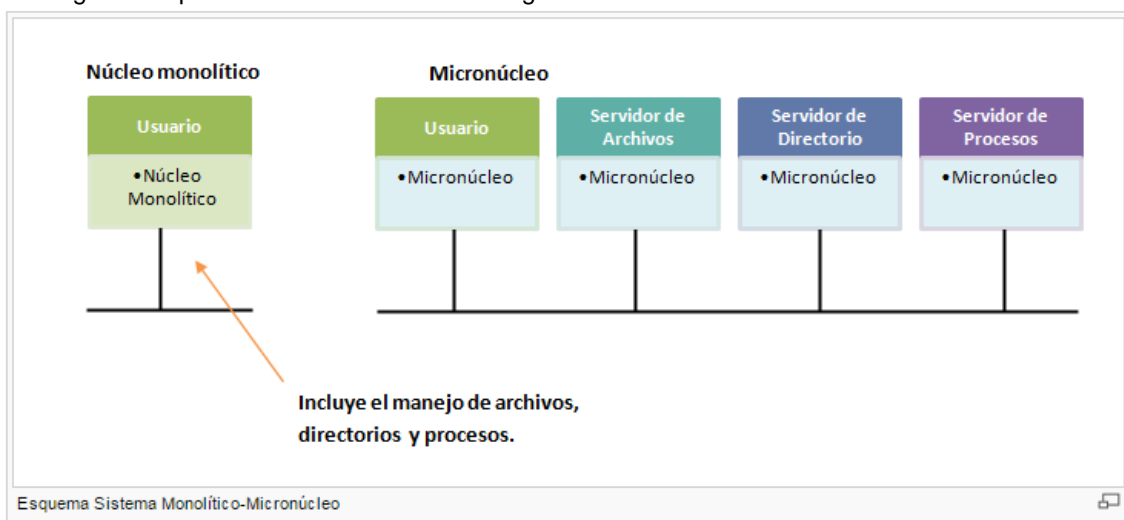 Núcleo monolítico
Usuario
•Núcleo
Monolítico
Micronúcleo
Usuario
•Micronúcleo
Servidor de
Archivos
•Micronúcleo
Servidor de
Directorio
•Micronúcleo
Servidor de
Procesos
•Micronúcleo
Incluye el manejo de archivos,
directorios y procesos.
Esquema Sistema Monolítico-Micronúcleo